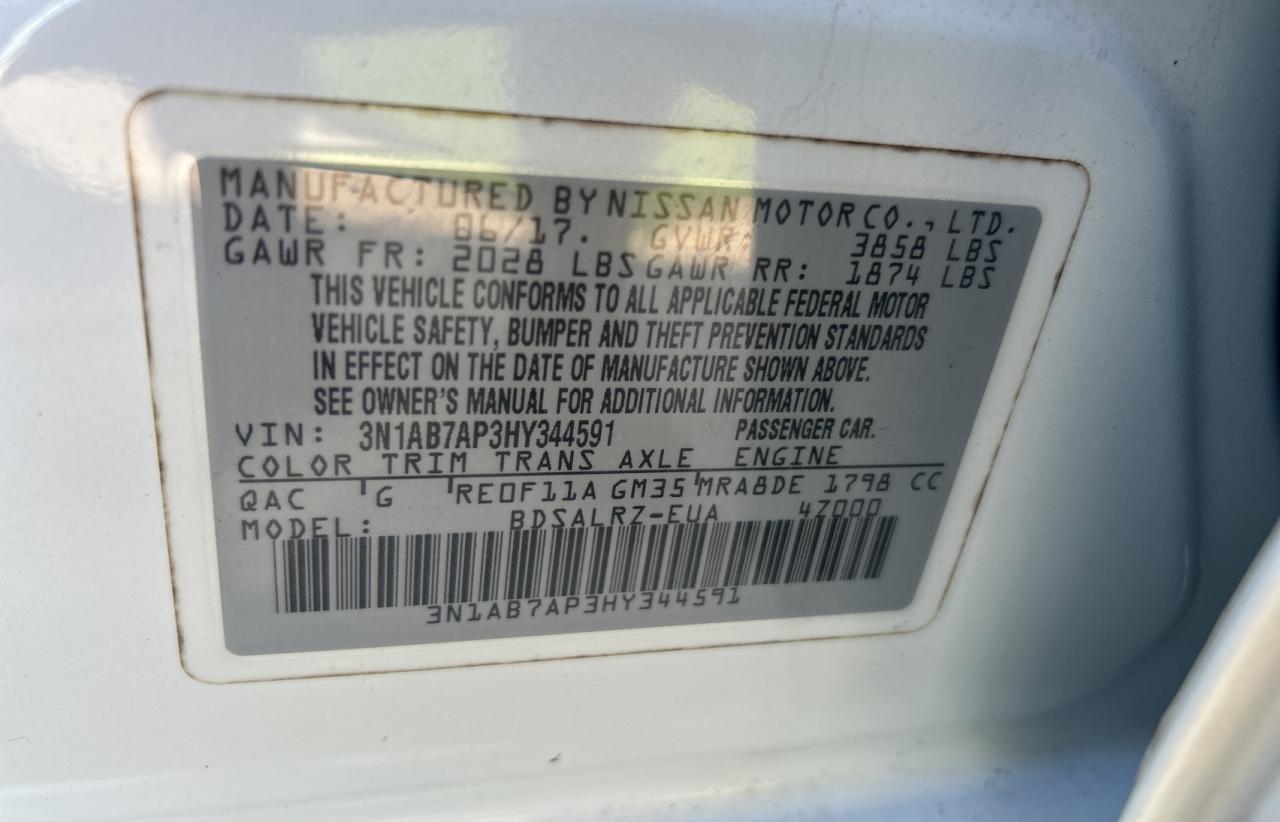 MANUFACTURED BY NISSAN MOTOR CO., LTD.
DATE: 06/17. GVWR: 3858 LBS
GAWR FR: 2028 LBS GAWR RR: 1874 LBS
THIS VEHICLE CONFORMS TO ALL APPLICABLE FEDERAL MOTOR
VEHICLE SAFETY, BUMPER AND THEFT PREVENTION STANDARDS
IN EFFECT ON THE DATE OF MANUFACTURE SHOWN ABOVE.
SEE OWNER'S MANUAL FOR ADDITIONAL INFORMATION.
VIN: 3N1AB7AP3HY344591 PASSENGER CAR.
COLOR TRIM TRANS AXLE ENGINE
QAC G RE0F11A GM35 MRA8DE 1798 CC
MODEL: BDSALRZ-EUA 4Z000
3N1AB7AP3HY344591